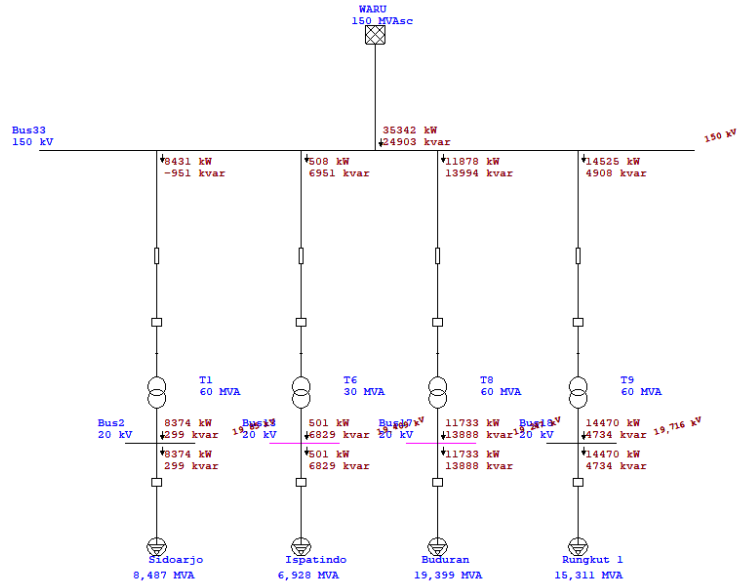 WARU
150 MVAsc
Bus33
150 kV
35342 kW
24903 kvar
150 kV
8431 kW
-951 kvar
508 kW
6951 kvar
11878 kW
13994 kvar
14525 kW
4908 kvar
T1
60 MVA
T6
30 MVA
T8
60 MVA
T9
60 MVA
Bus2
20 kV
8374 kW
299 kvar
20 kV
501 kW
6829 kvar
20 kV
11733 kW
13888 kvar
20 kV
14470 kW
4734 kvar
19,716 kV
8374 kW
299 kvar
501 kW
6829 kvar
11733 kW
13888 kvar
14470 kW
4734 kvar
Sidoarjo
8,487 MVA
Ispatindo
6,928 MVA
Buduran
19,399 MVA
Rungkut 1
15,311 MVA